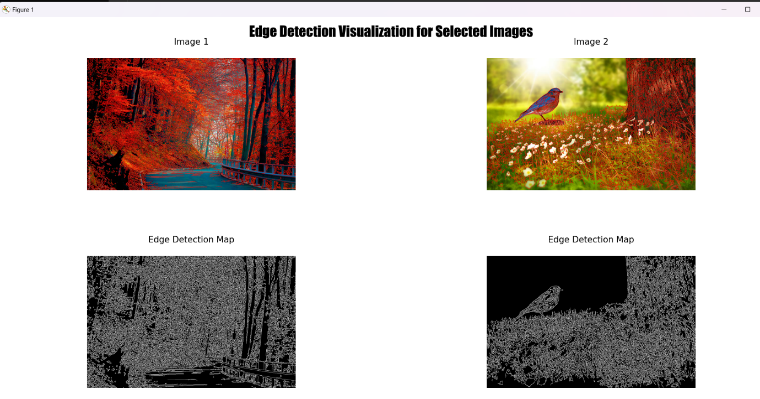 Figure 1
Edge Detection Visualization for Selected Images
Image 1
Image 2
Edge Detection Map
Edge Detection Map